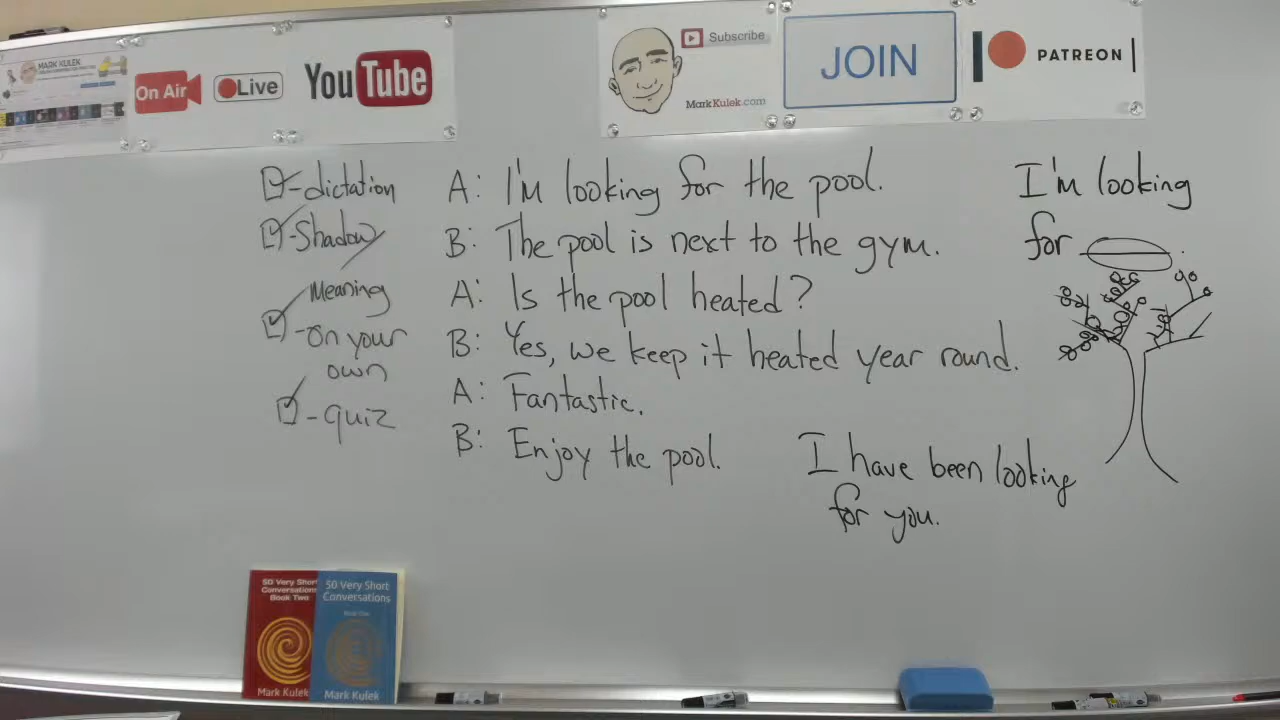 MARK KULEK
On Air
Live
YouTube
Subscribe
MarkKulek.com
JOIN
PATREON
-dictation
-Shadow
Meaning
-on your
own
-quiz
A: I'm looking for the pool.
B: The pool is next to the gym.
A: Is the pool heated?
B: Yes, we keep it heated year round.
A: Fantastic.
B: Enjoy the pool.
I'm looking
for
I have been looking
for you.
50 Very Short
Conversations
Book Two
Mark Kulek
50 Very Short
Conversations
Book One
Mark Kulek